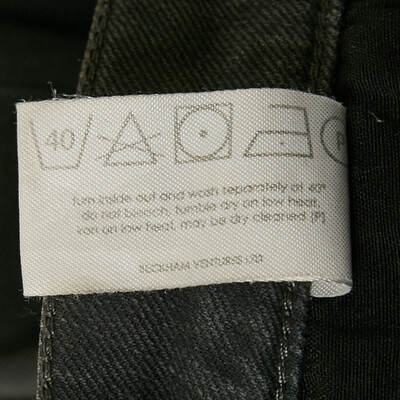 40 P
turn inside out and wash separately at 40°
do not bleach, tumble dry on low heat,
iron on low heat, may be dry cleaned [P]
BECKHAM VENTURES LTD